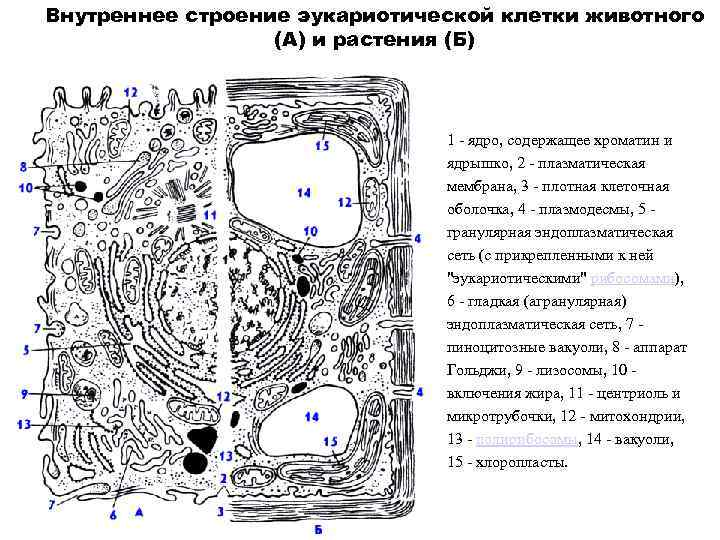 Внутреннее строение эукариотической клетки животного
(А) и растения (Б)
12
15
8
10
14
12
11
7
10
4
7
5
9
12
4
13
14
15
13
2
7
6
А
3
Б
1 - ядро, содержащее хроматин и
ядрышко, 2 - плазматическая
мембрана, 3 - плотная клеточная
оболочка, 4 - плазмодесмы, 5 -
гранулярная эндоплазматическая
сеть (с прикрепленными к ней
"эукариотическими" рибосомами),
6 - гладкая (агранулярная)
эндоплазматическая сеть, 7 -
пиноцитозные вакуоли, 8 - аппарат
Гольджи, 9 - лизосомы, 10 -
включения жира, 11 - центриоль и
микротрубочки, 12 - митохондрии,
13 - полирибосомы, 14 - вакуоли,
15 - хлоропласты.